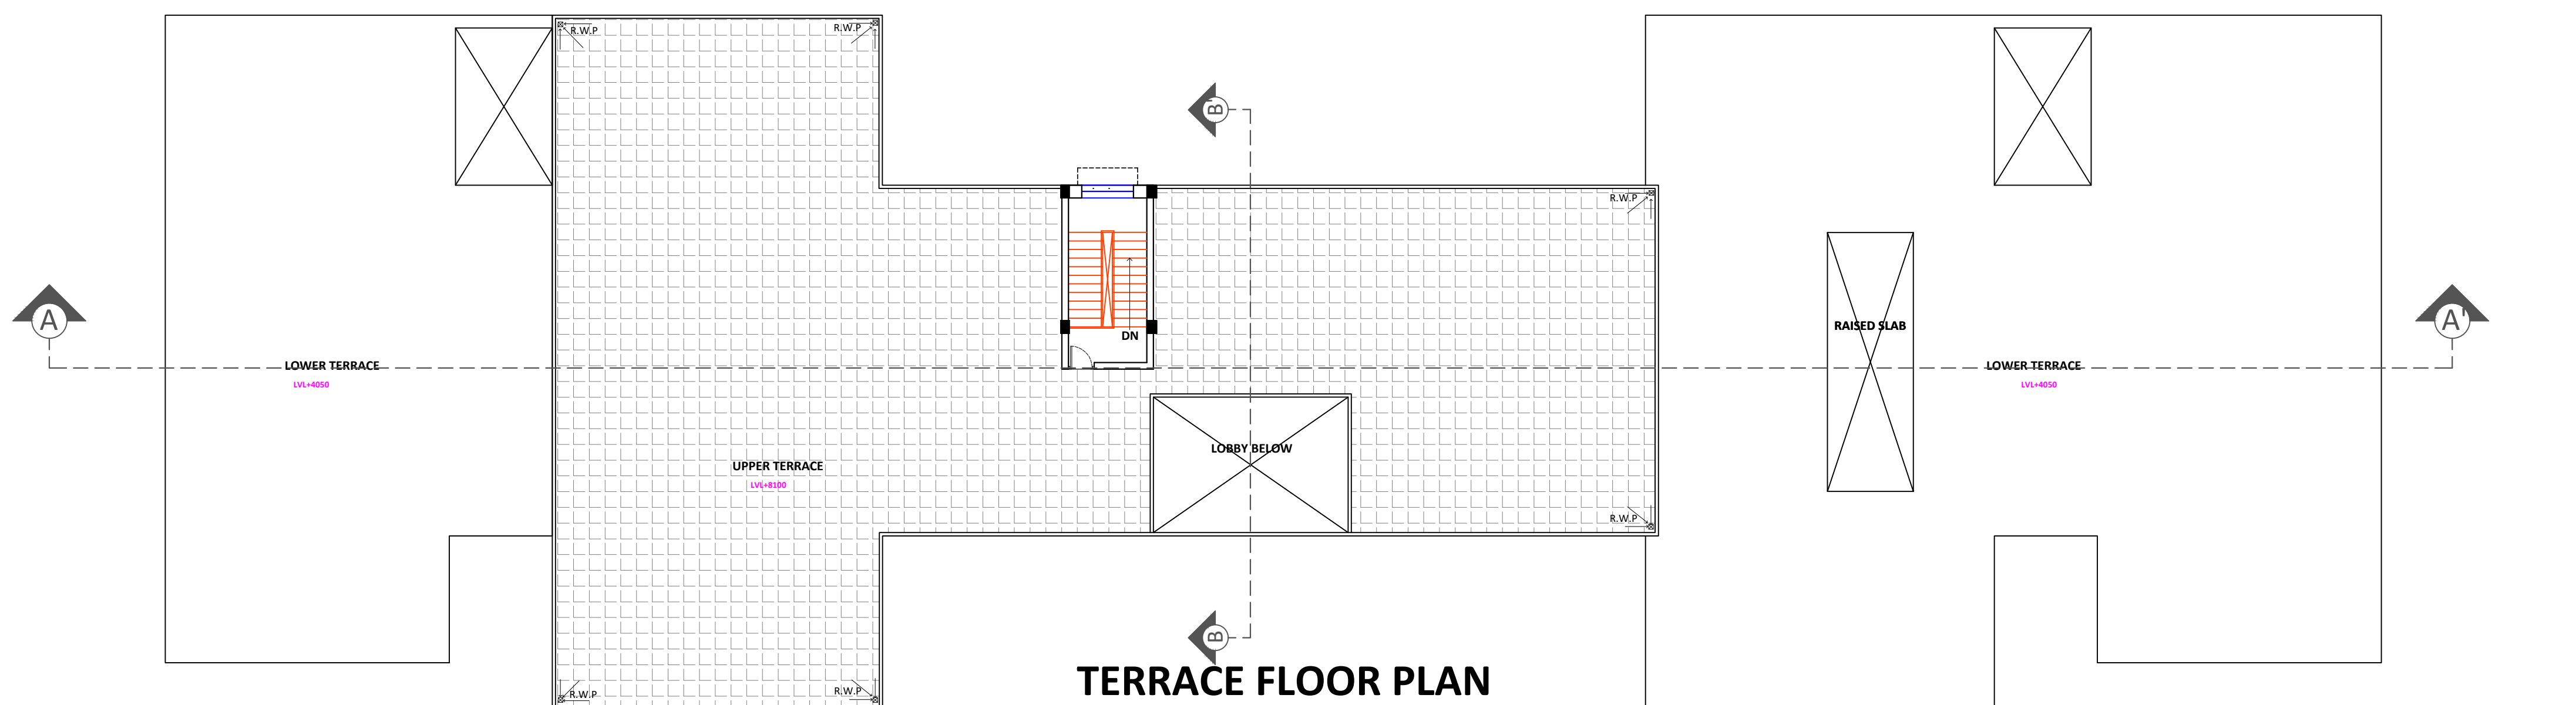 R.W.P
R.W.P
B'
R.W.P
A
A'
DN
RAISED SLAB
LOWER TERRACE
LVL+4050
LOWER TERRACE
LVL+4050
LOBBY BELOW
UPPER TERRACE
LVL+8100
R.W.P
B
TERRACE FLOOR PLAN
R.W.P
R.W.P